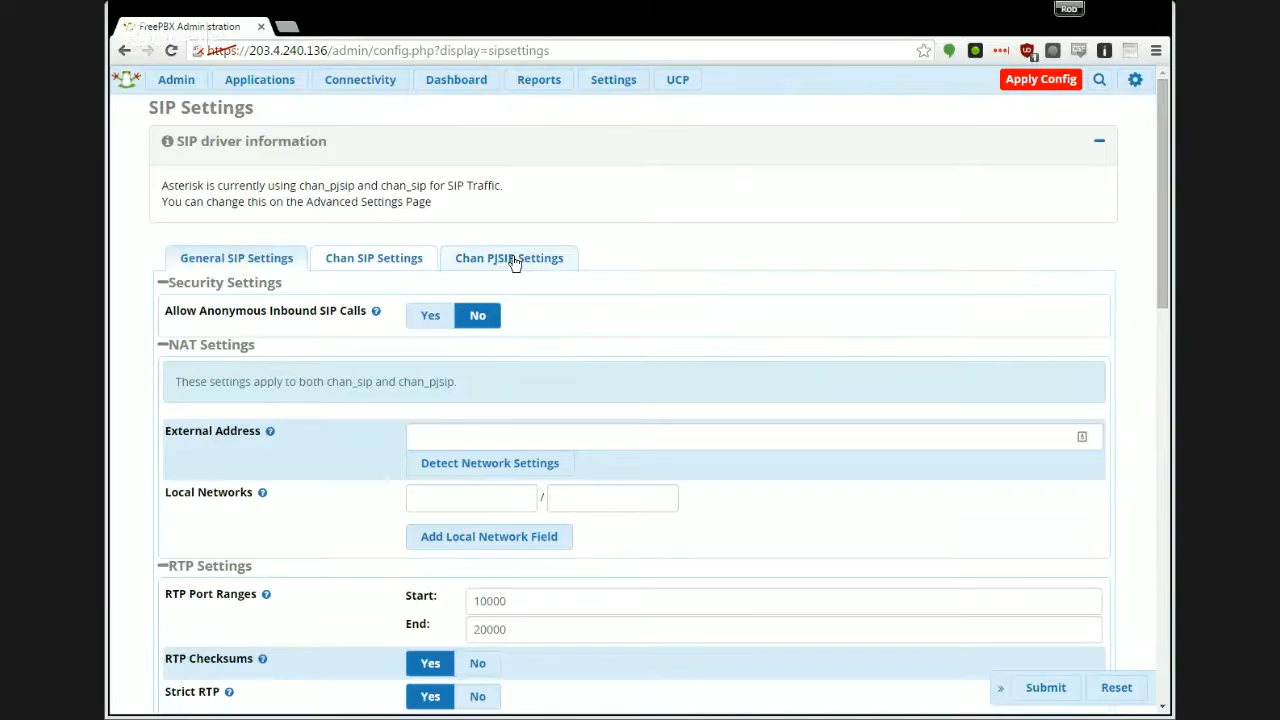 Rob
FreePBX Administration
https://203.4.240.136/admin/config.php?display=sipsettings
Admin Applications Connectivity Dashboard Reports Settings UCP Apply Config
SIP Settings
SIP driver information
Asterisk is currently using chan_pjsip and chan_sip for SIP Traffic.
You can change this on the Advanced Settings Page
General SIP Settings Chan SIP Settings Chan PJSIP Settings
Security Settings
Allow Anonymous Inbound SIP Calls Yes No
NAT Settings
These settings apply to both chan_sip and chan_pjsip.
External Address
Detect Network Settings
Local Networks /
Add Local Network Field
RTP Settings
RTP Port Ranges Start: 10000
End: 20000
RTP Checksums Yes No
Strict RTP Yes No
» Submit Reset